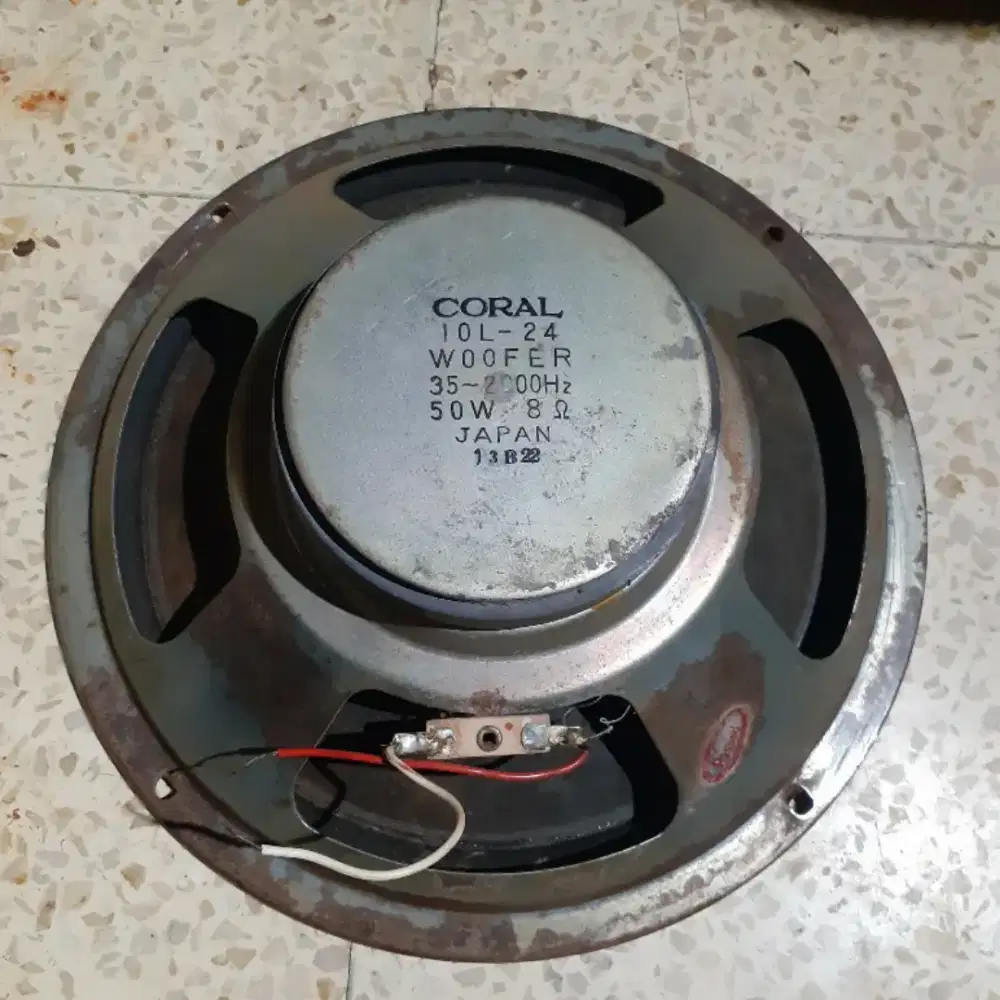 CORAL
10L-24
WOOFER
35~2000Hz
50W 8Ω
JAPAN
13B22